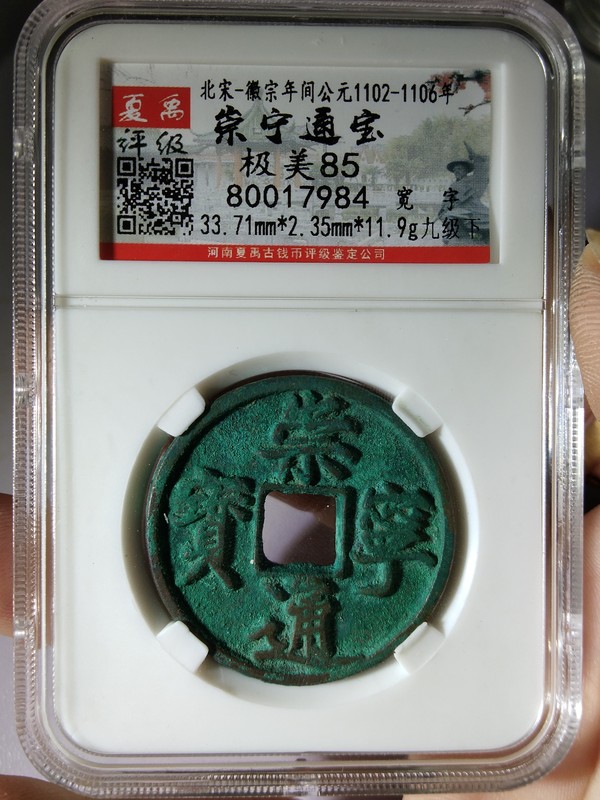 夏禹
评级
北宋-徽宗年间公元1102-1106年
崇宁通宝
极美85
80017984 宽字
33.71mm*2.35mm*11.9g九级下
河南夏禹古钱币评级鉴定公司
崇
寧
通
寳